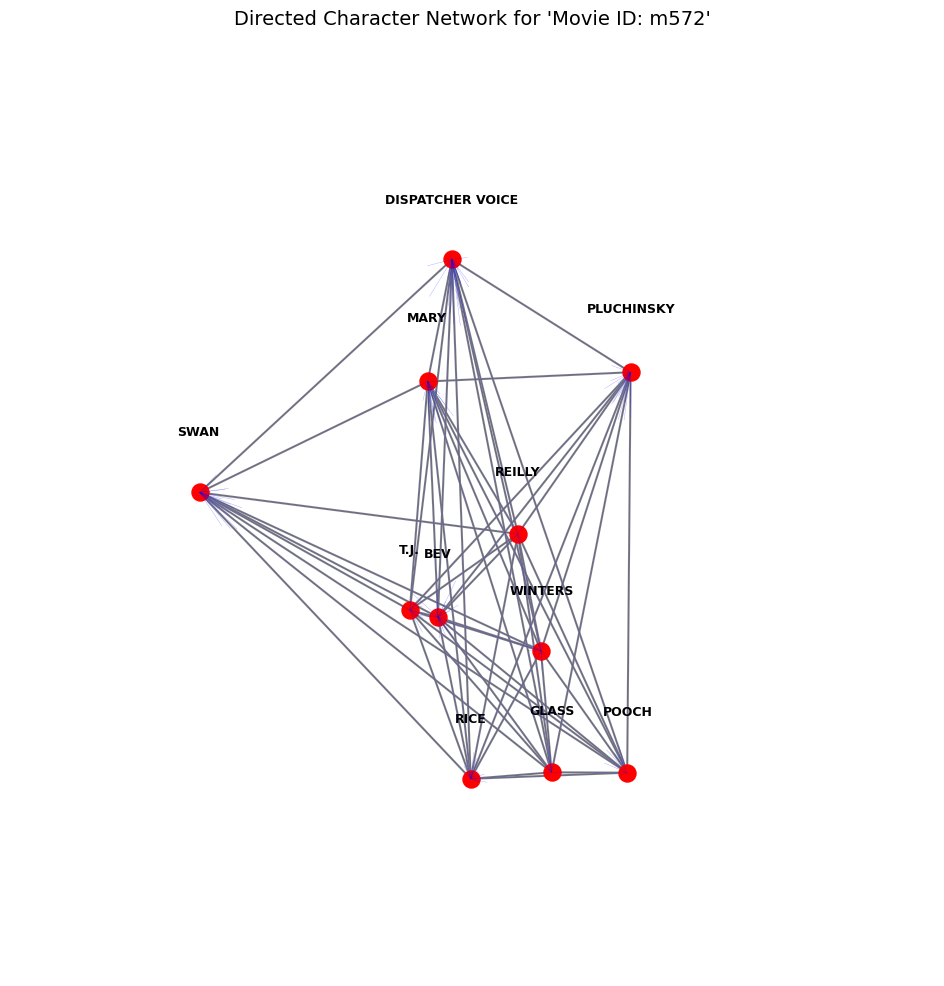 Directed Character Network for 'Movie ID: m572'
DISPATCHER VOICE
PLUCHINSKY
MARY
SWAN
REILLY
T.J.
BEV
WINTERS
GLASS
POOCH
RICE